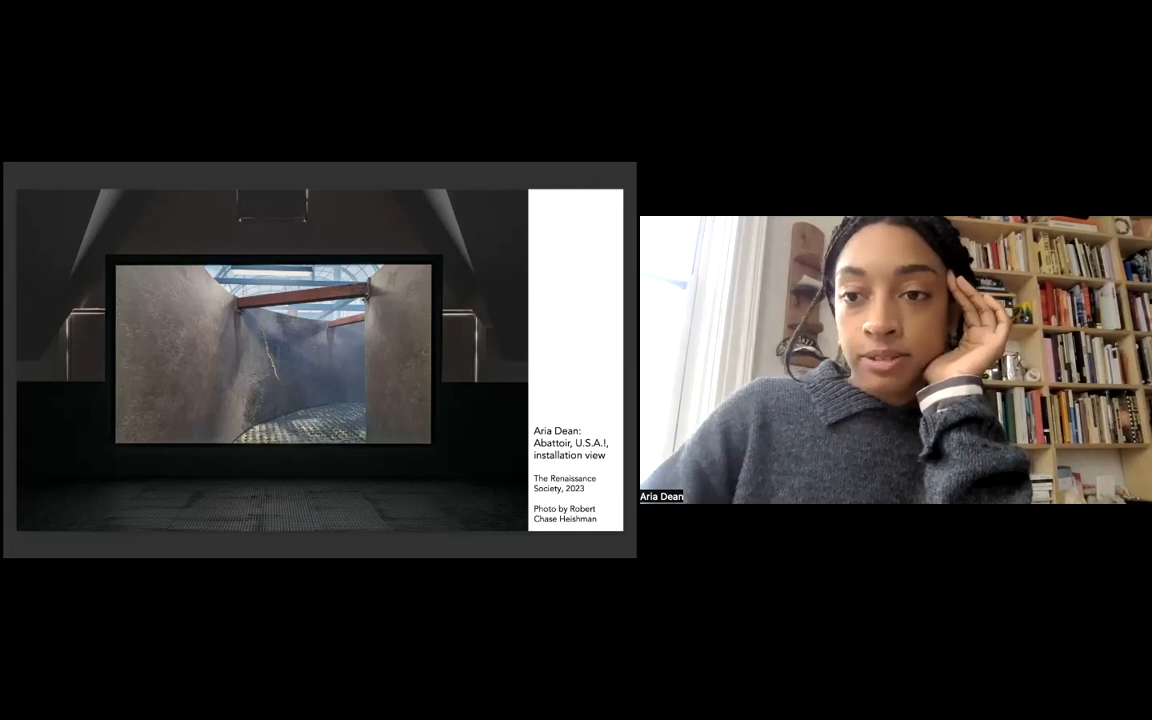 Aria Dean:
Abattoir, U.S.A.!,
installation view
The Renaissance
Society, 2023
Photo by Robert
Chase Heishman
Aria Dean